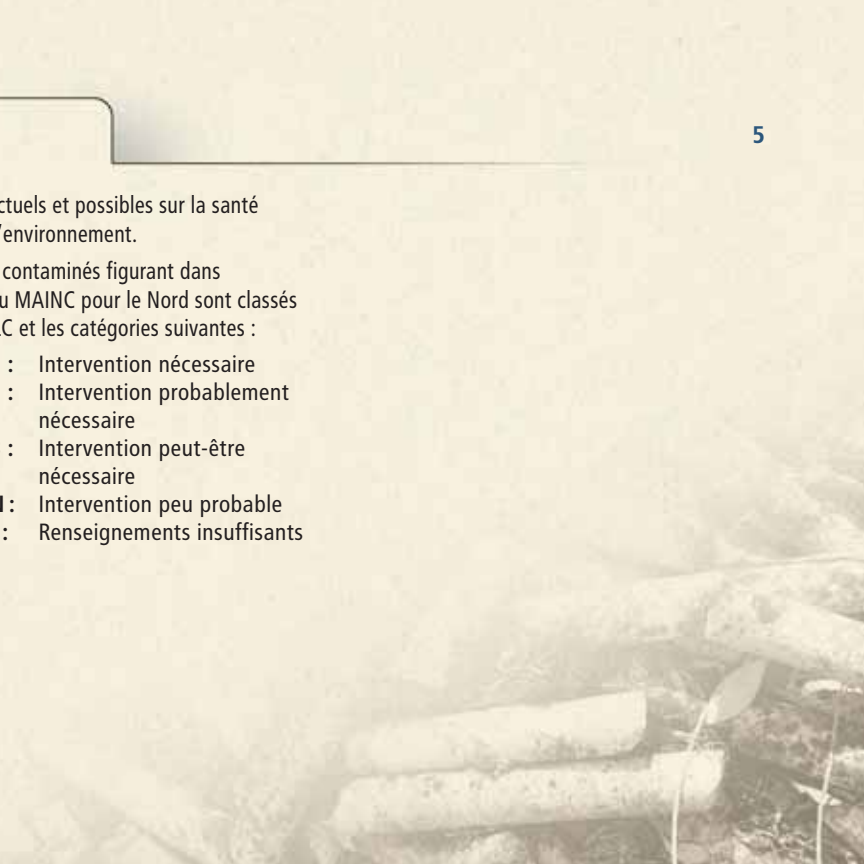 5
et possibles sur la santé
l'environnement.
contaminés figurant dans
MAINC pour le Nord sont classés
et les catégories suivantes :
: Intervention nécessaire
: Intervention probablement
nécessaire
: Intervention peut-être
nécessaire
: Intervention peu probable
: Renseignements insuffisants